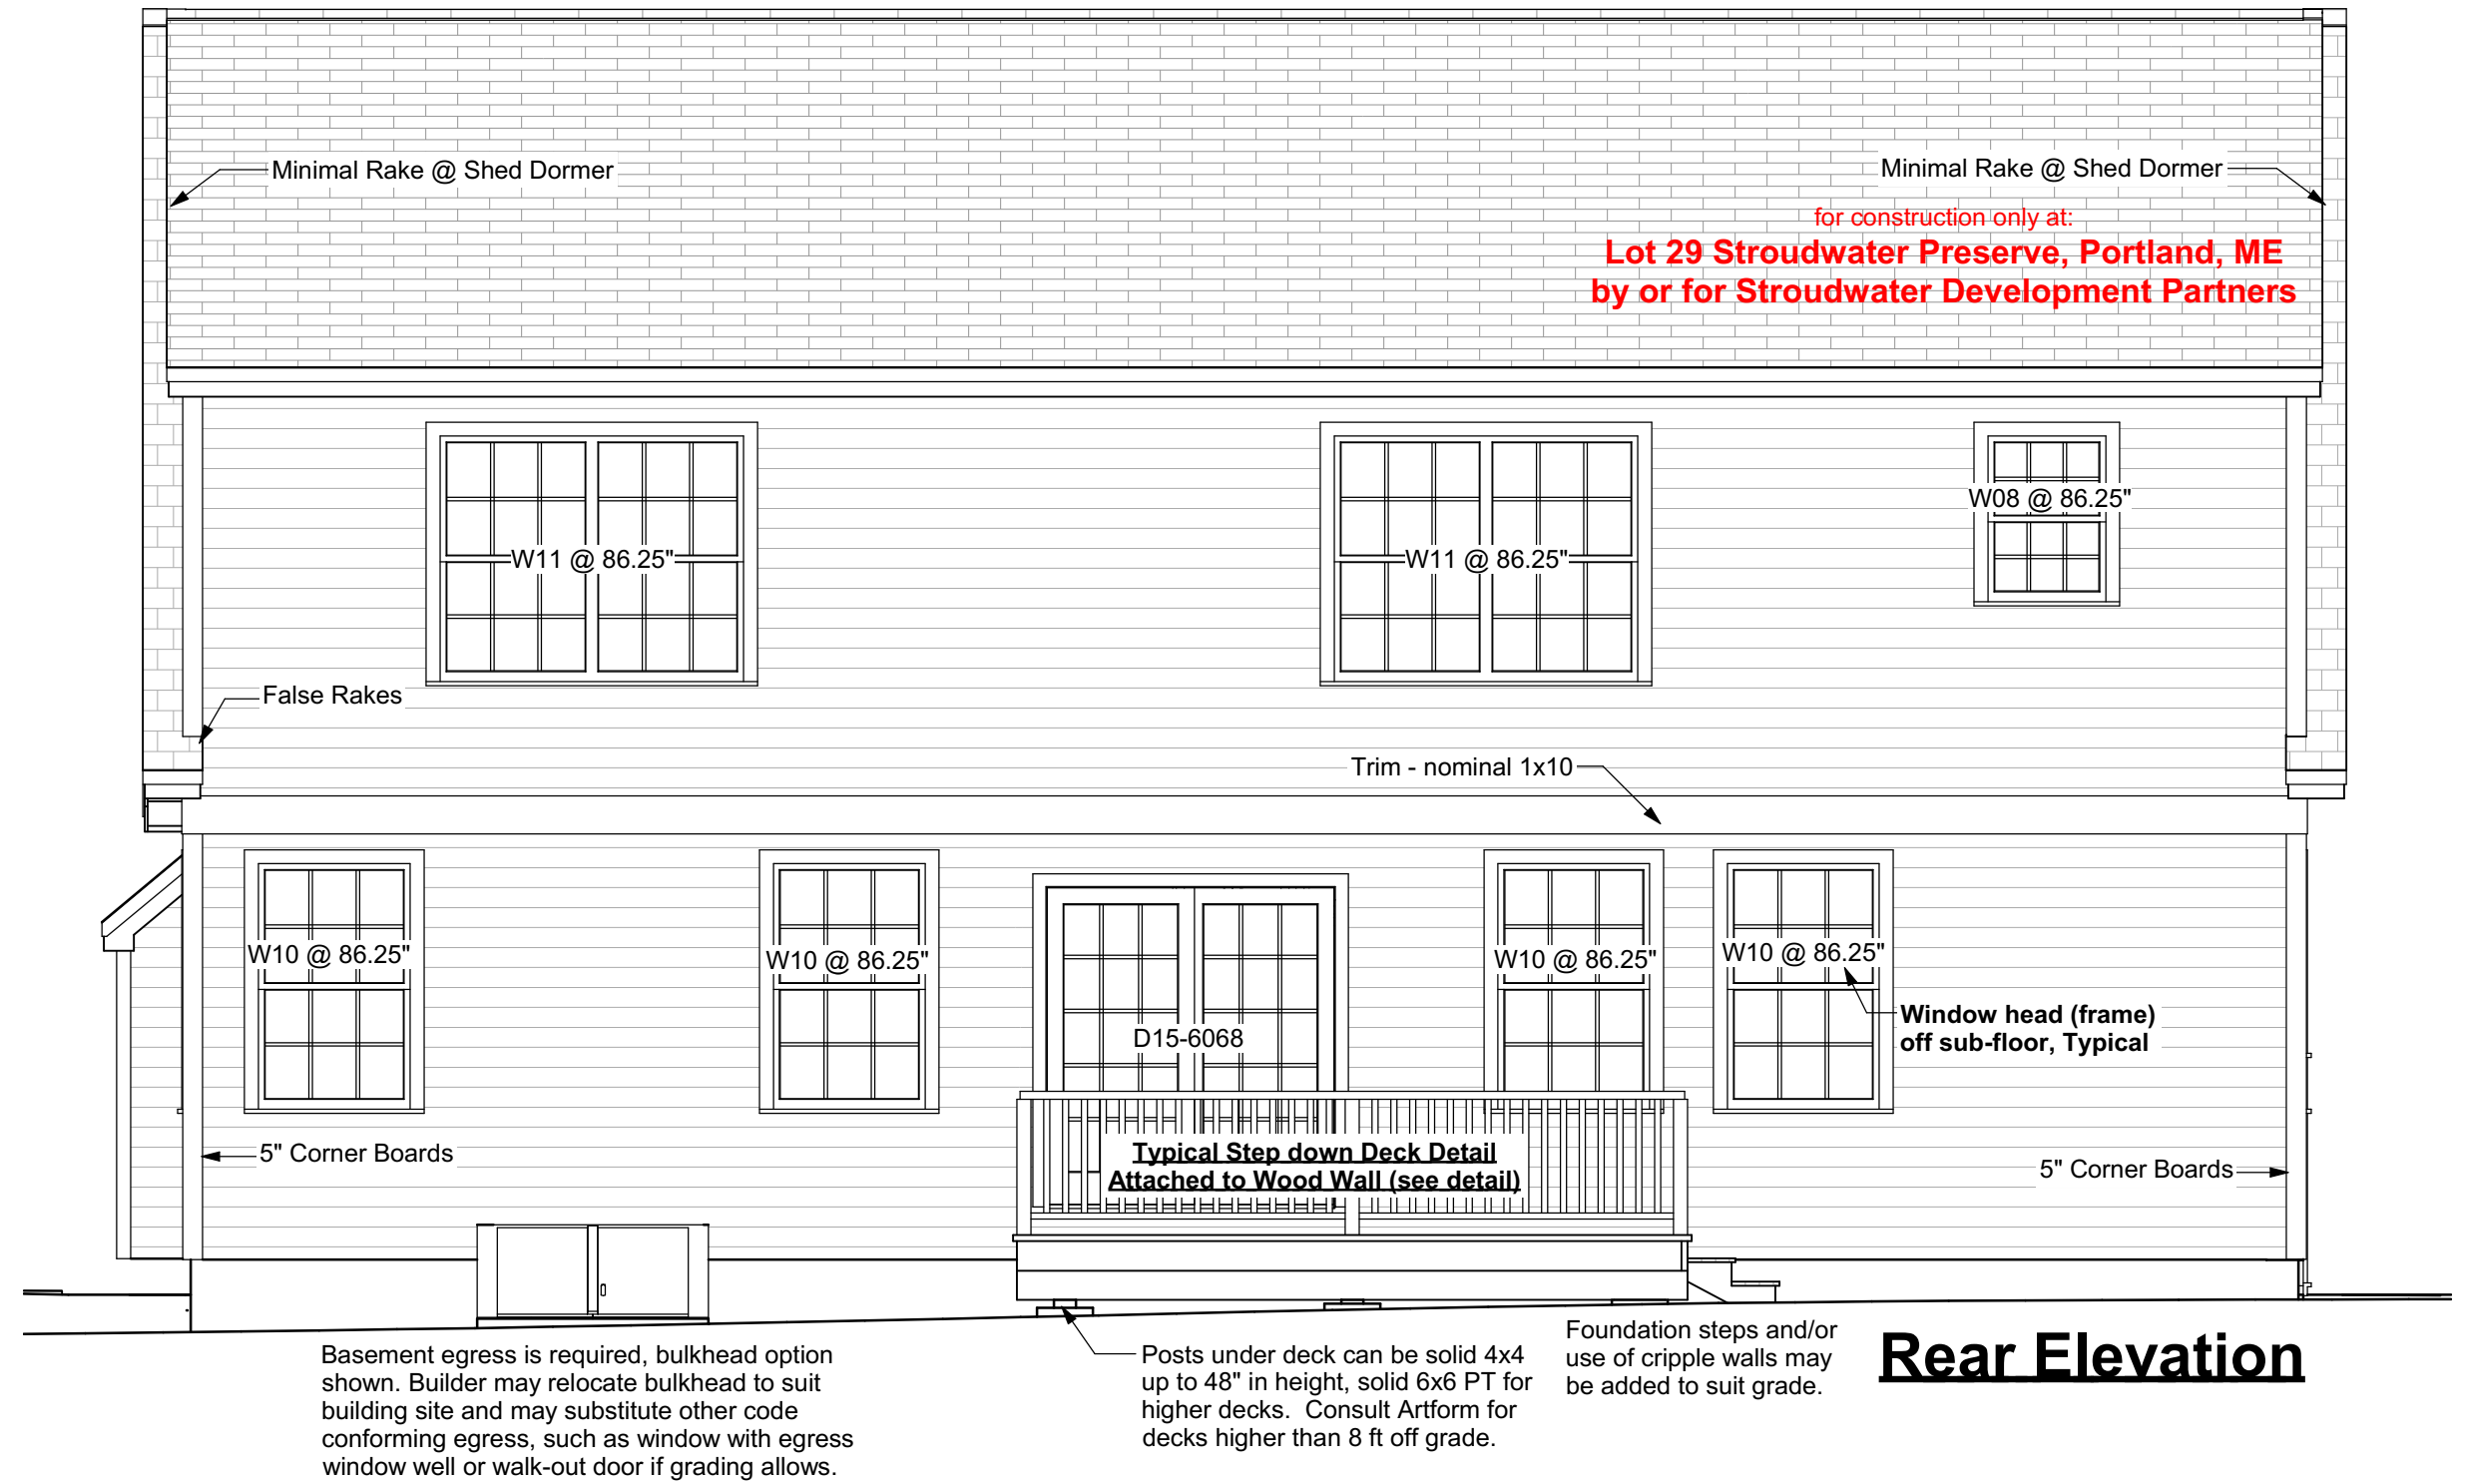 Minimal Rake @ Shed Dormer
Minimal Rake @ Shed Dormer
for construction only at:
Lot 29 Stroudwater Preserve, Portland, ME
by or for Stroudwater Development Partners
W11 @ 86.25"
W11 @ 86.25"
W08 @ 86.25"
False Rakes
Trim - nominal 1x10
W10 @ 86.25"
W10 @ 86.25"
W10 @ 86.25"
W10 @ 86.25"
Window head (frame)
off sub-floor, Typical
D15-6068
5" Corner Boards
Typical Step down Deck Detail
Attached to Wood Wall (see detail)
5" Corner Boards
Basement egress is required, bulkhead option
shown. Builder may relocate bulkhead to suit
building site and may substitute other code
conforming egress, such as window with egress
window well or walk-out door if grading allows.
Posts under deck can be solid 4x4
up to 48" in height, solid 6x6 PT for
higher decks.  Consult Artform for
decks higher than 8 ft off grade.
Foundation steps and/or
use of cripple walls may
be added to suit grade.
Rear Elevation